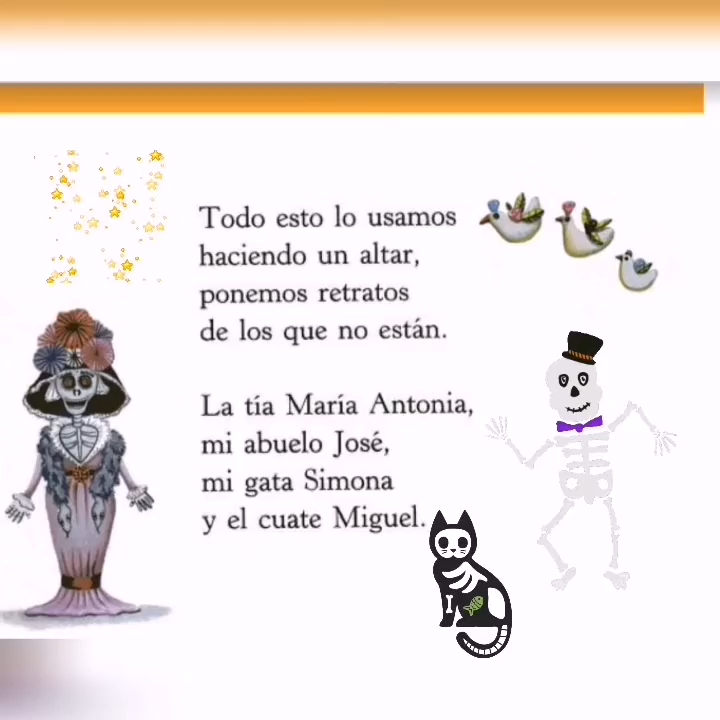 Todo esto lo usamos
haciendo un altar,
ponemos retratos
de los que no están.
La tía María Antonia,
mi abuelo José,
mi gata Simona
y el cuate Miguel.